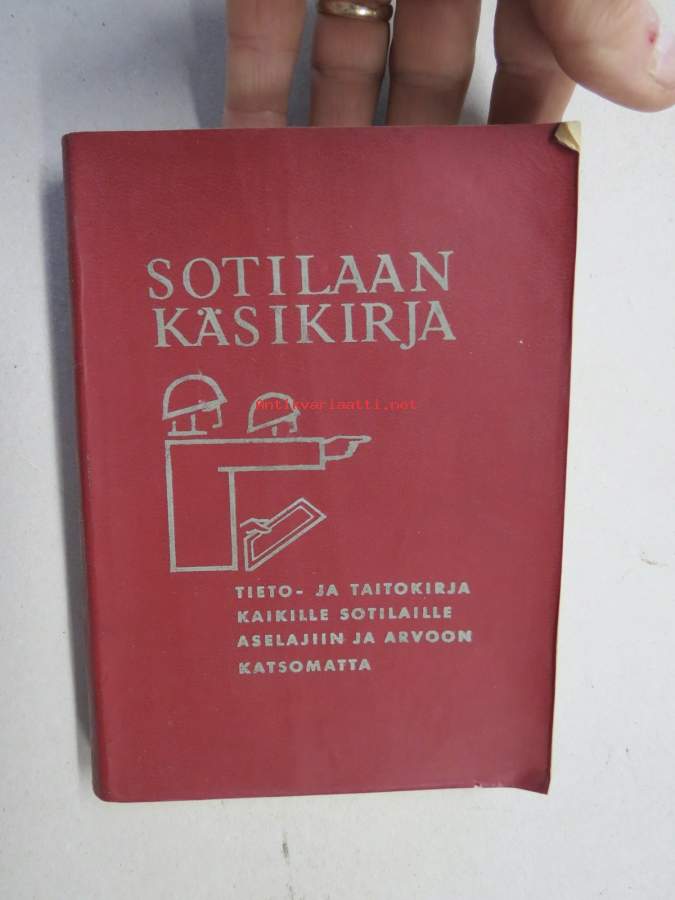 SOTILAAN
KÄSIKIRJA
Antikvariaatti.net
TIETO- JA TAITOKIRJA
KAIKILLE SOTILAILLE
ASELAJIIN JA ARVOON
KATSOMATTA